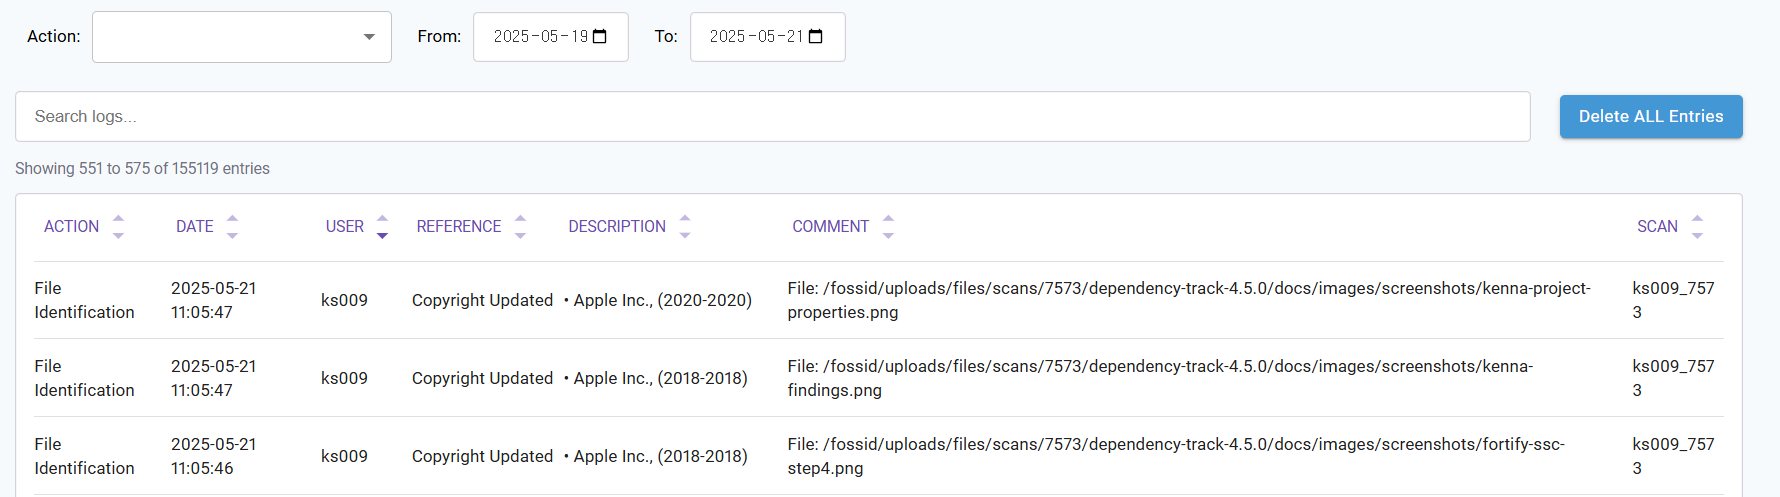 Action: From: 2025-05-19 To: 2025-05-21
Search logs...
Delete ALL Entries
Showing 551 to 575 of 155119 entries
ACTION DATE USER REFERENCE DESCRIPTION COMMENT SCAN
File Identification 2025-05-21 11:05:47 ks009 Copyright Updated • Apple Inc., (2020-2020) File: /fossid/uploads/files/scans/7573/dependency-track-4.5.0/docs/images/screenshots/kenna-project-properties.png ks009_7573
File Identification 2025-05-21 11:05:47 ks009 Copyright Updated • Apple Inc., (2018-2018) File: /fossid/uploads/files/scans/7573/dependency-track-4.5.0/docs/images/screenshots/kenna-findings.png ks009_7573
File Identification 2025-05-21 11:05:46 ks009 Copyright Updated • Apple Inc., (2018-2018) File: /fossid/uploads/files/scans/7573/dependency-track-4.5.0/docs/images/screenshots/fortify-ssc-step4.png ks009_7573